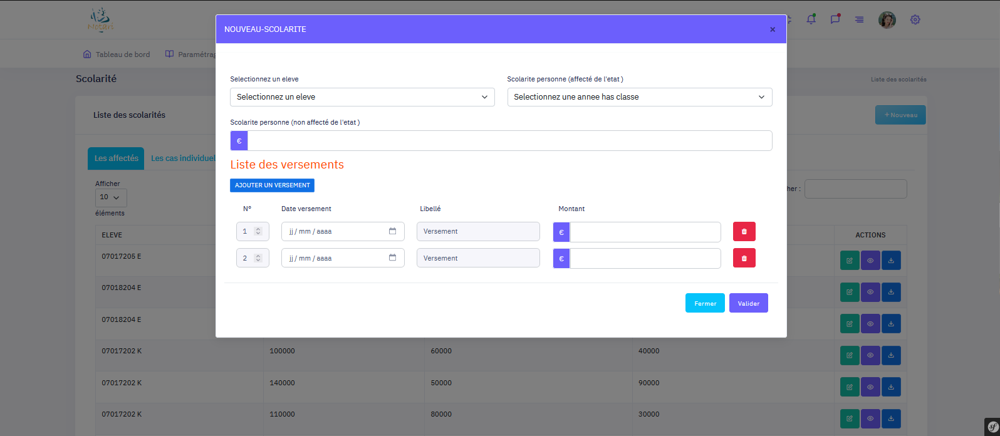 Notari
NOUVEAU-SCOLARITE
×
Tableau de bord
Paramétrag
Scolarité
Liste des scolarités
Liste des scolarités
+ Nouveau
Les affectés
Les cas individuel
Afficher
10
éléments
her :
ELEVE
ACTIONS
07017205 E
07018204 E
07018204 E
07017202 K 100000 60000 40000
07017202 K 140000 50000 90000
07017202 K 110000 80000 30000
Selectionnez un eleve
Selectionnez un eleve
Scolarite personne (affecté de l'etat )
Selectionnez une annee has classe
Scolarite personne (non affecté de l'etat )
€
Liste des versements
AJOUTER UN VERSEMENT
N° Date versement Libellé Montant
1 jj / mm / aaaa Versement €
2 jj / mm / aaaa Versement €
Fermer
Valider
sf